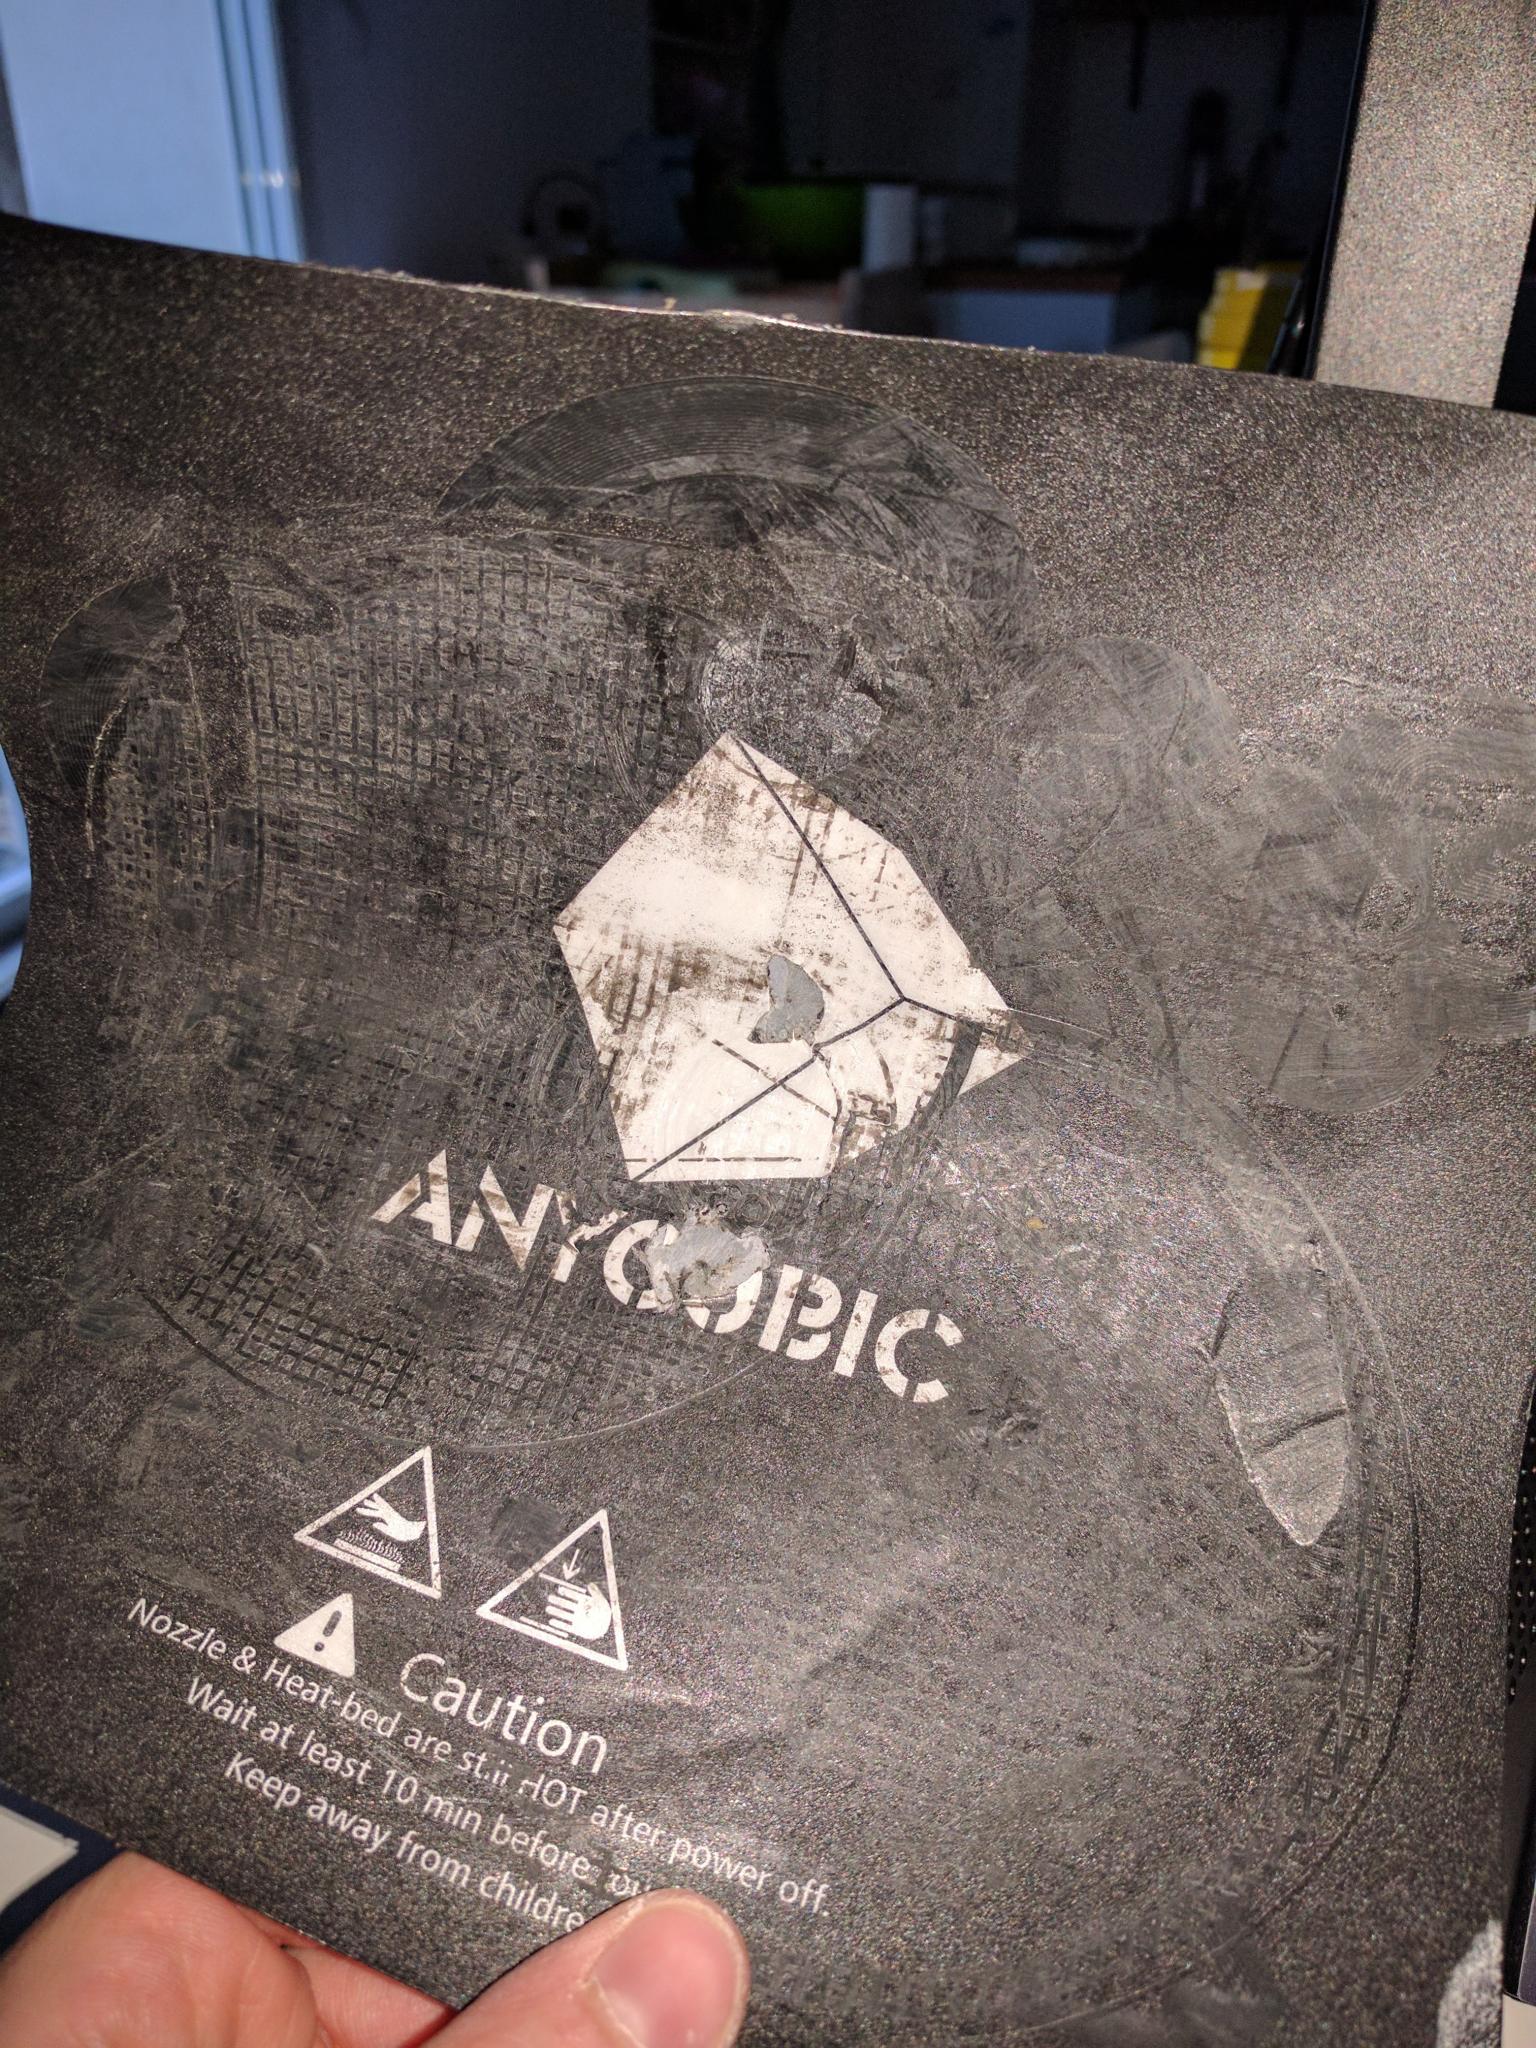 ANYCUBIC
Caution
Nozzle & Heat-bed are still HOT after power off.
Wait at least 10 min before
Keep away from children